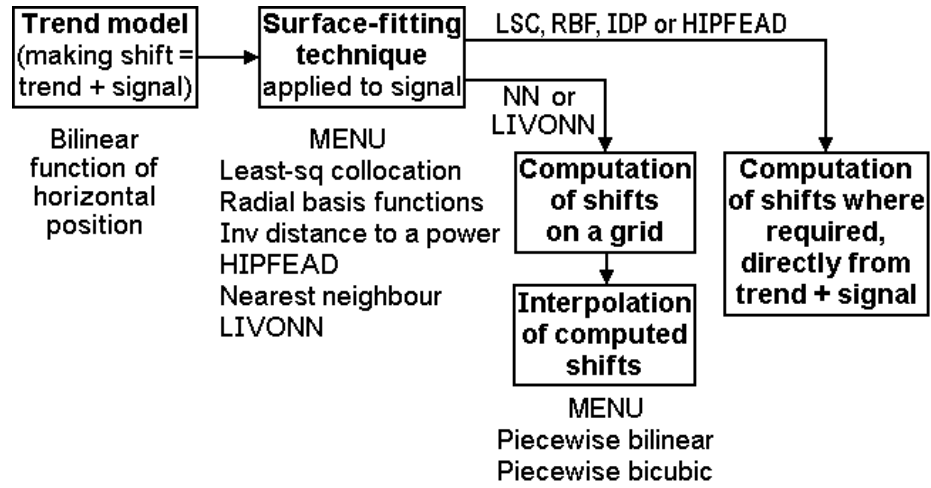 Trend model
(making shift =
trend + signal)
Bilinear
function of
horizontal
position
Surface-fitting
technique
applied to signal
MENU
Least-sq collocation
Radial basis functions
Inv distance to a power
HIPFEAD
Nearest neighbour
LIVONN
LSC, RBF, IDP or HIPFEAD
NN or
LIVONN
Computation
of shifts
on a grid
Interpolation
of computed
shifts
MENU
Piecewise bilinear
Piecewise bicubic
Computation
of shifts where
required,
directly from
trend + signal